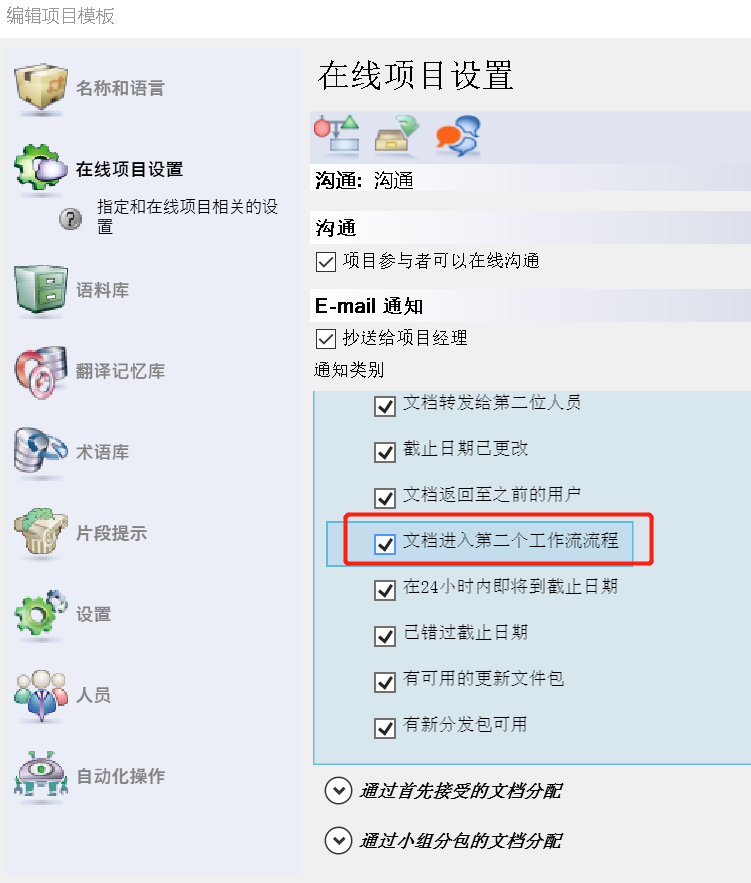 编辑项目模板
名称和语言
在线项目设置
指定和在线项目相关的设
置
语料库
翻译记忆库
术语库
片段提示
设置
人员
自动化操作
在线项目设置
沟通: 沟通
沟通
项目参与者可以在线沟通
E-mail 通知
抄送给项目经理
通知类别
文档转发给第二位人员
截止日期已更改
文档返回至之前的用户
文档进入第二个工作流流程
在24小时内即将到截止日期
已错过截止日期
有可用的更新文件包
有新分发包可用
通过首先接受的文档分配
通过小组分包的文档分配